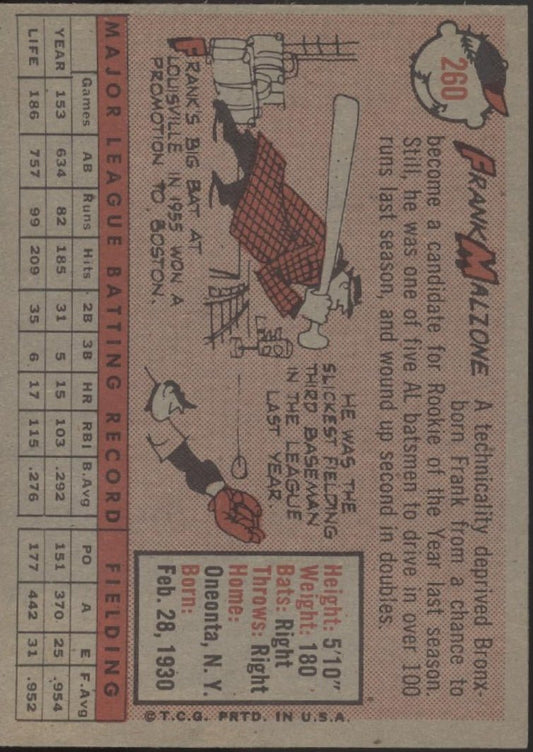 260
FRANK MALZONE
A technicality deprived Bronx-
born Frank from a chance to
become a candidate for Rookie of the Year last season.
Still, he was one of five AL batsmen to drive in over 100
runs last season, and wound up second in doubles.
FRANK'S BIG BAT AT
LOUISVILLE IN 1955 WON A
PROMOTION TO BOSTON.
HE WAS THE
SLICKEST FIELDING
THIRD BASEMAN
IN THE LEAGUE
LAST YEAR
Height: 5'10"
Weight: 180
Bats: Right
Throws: Right
Home:
Oneonta, N. Y.
Born:
Feb. 28, 1930
MAJOR LEAGUE BATTING RECORD FIELDING
Games AB Runs Hits 2B 3B HR RBI B.Avg PO A E F.Avg
YEAR 153 634 82 185 31 5 15 103 .292 151 370 25 .954
LIFE 186 757 99 209 35 6 17 115 .276 177 442 31 .952
©T.C.G. PRTD. IN U.S.A.